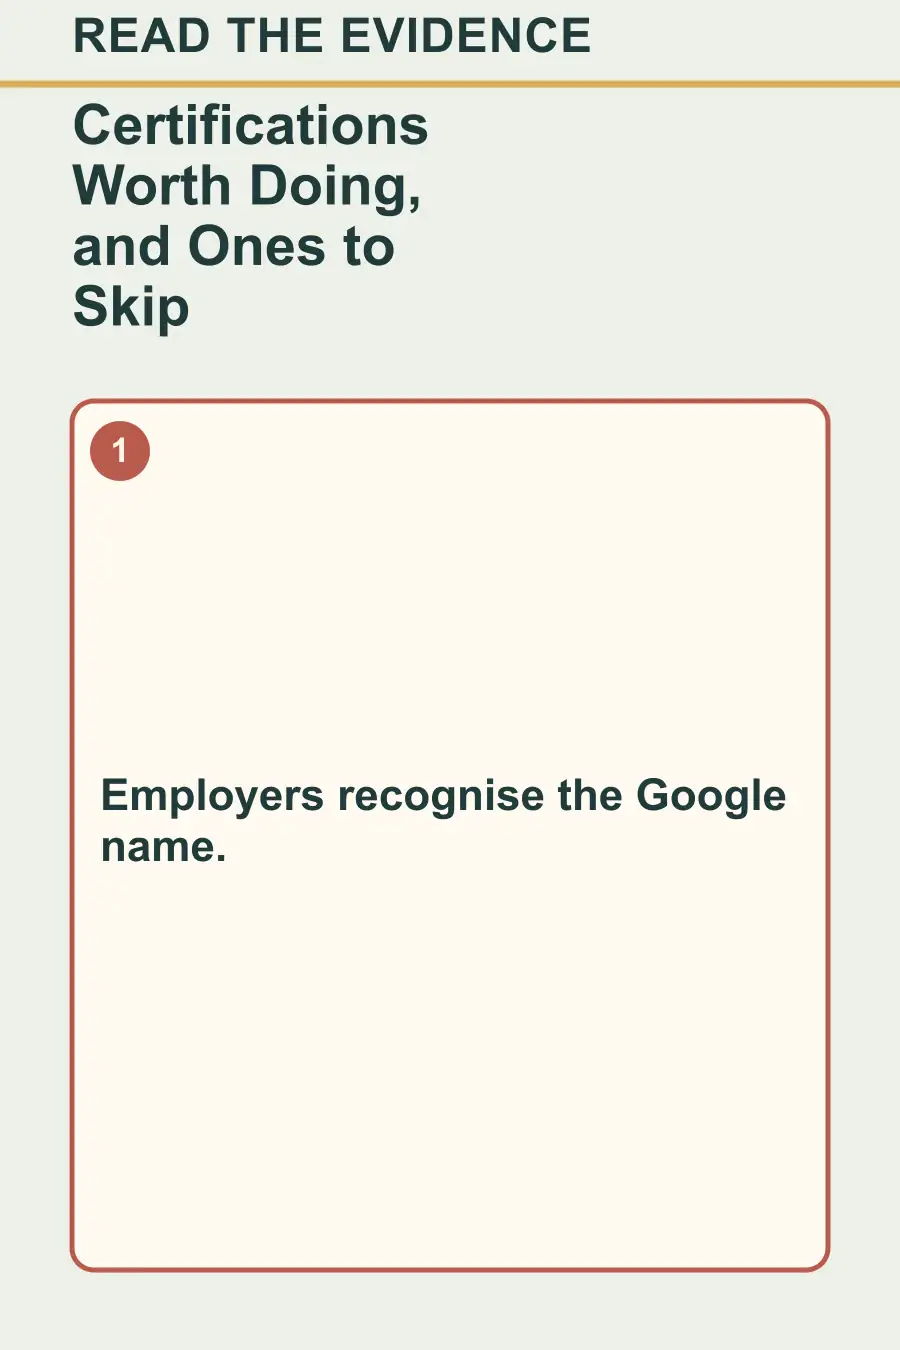 READ THE EVIDENCE
Certifications
Worth Doing,
and Ones to
Skip
1
Employers recognise the Google
name.